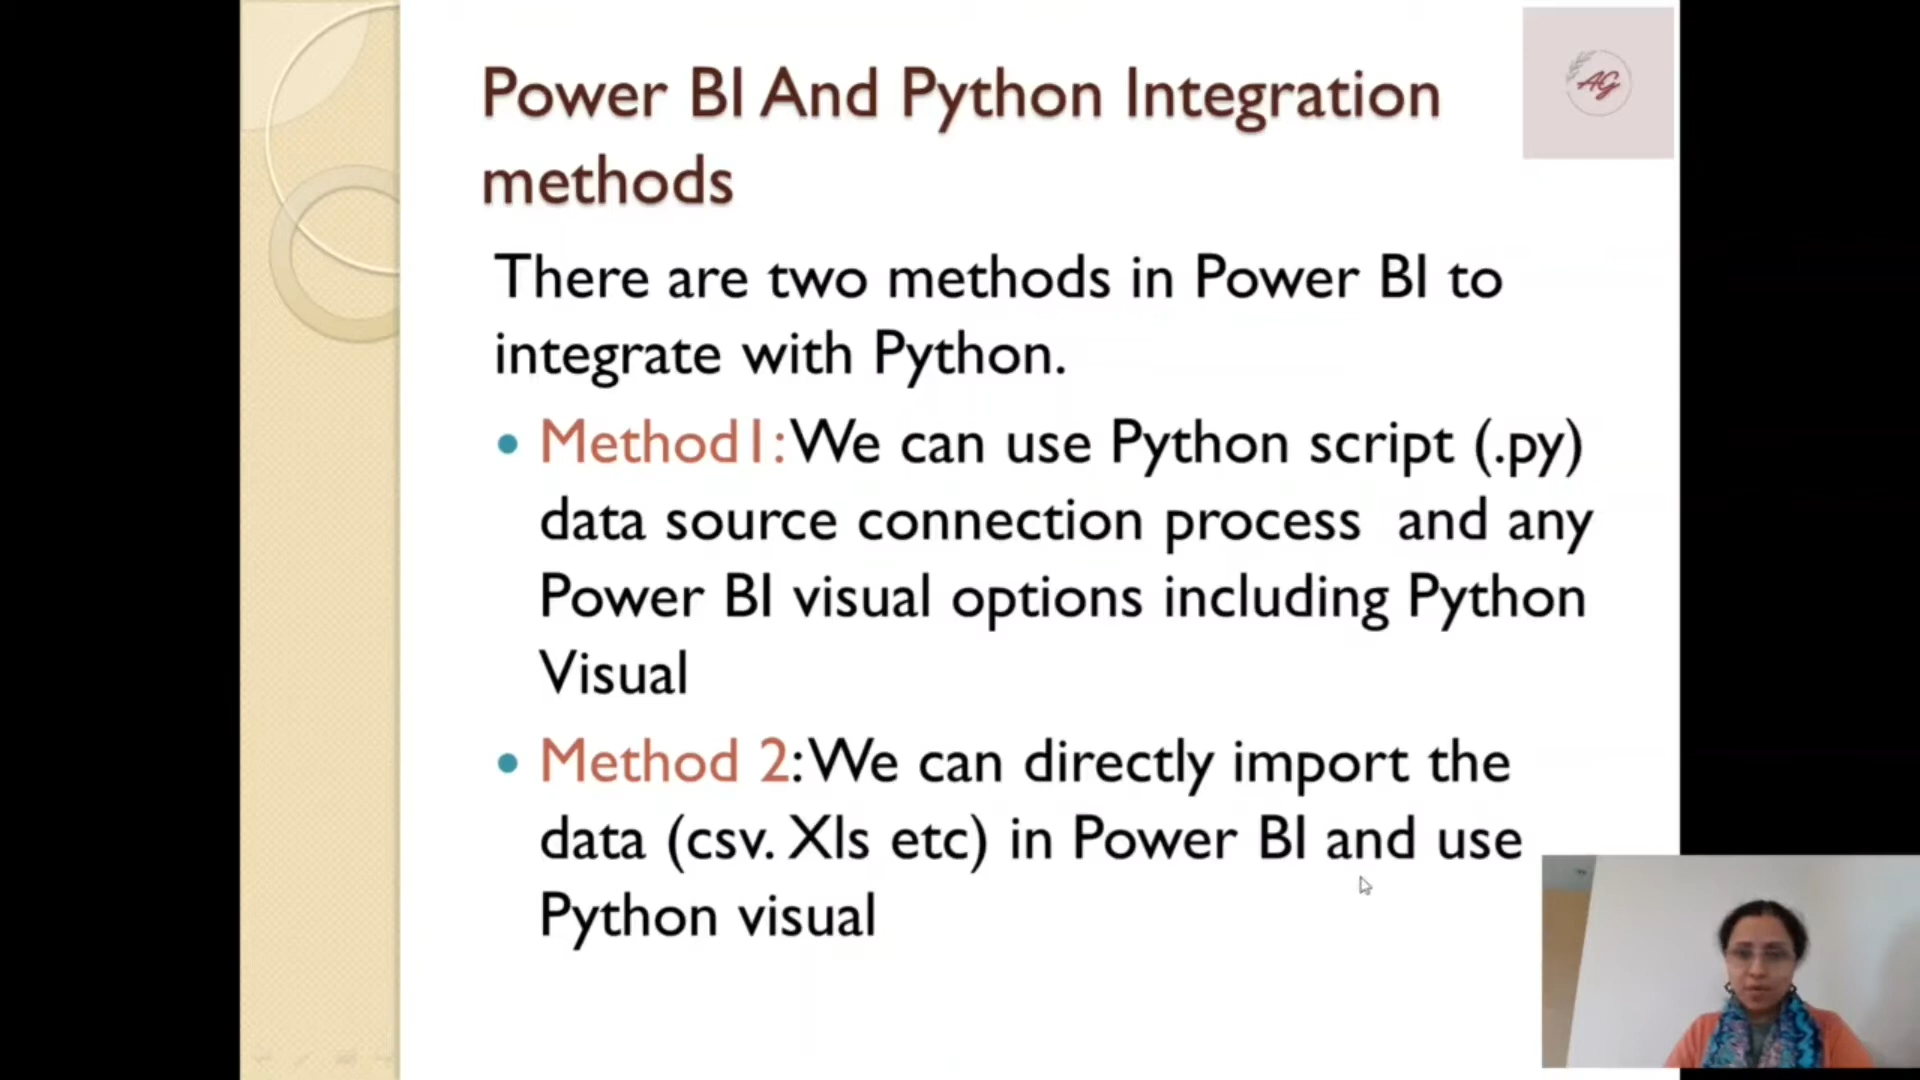 AG
Power BI And Python Integration
methods
There are two methods in Power BI to
integrate with Python.
• Method1: We can use Python script (.py)
data source connection process  and any
Power BI visual options including Python
Visual
• Method 2: We can directly import the
data (csv. Xls etc) in Power BI and use
Python visual